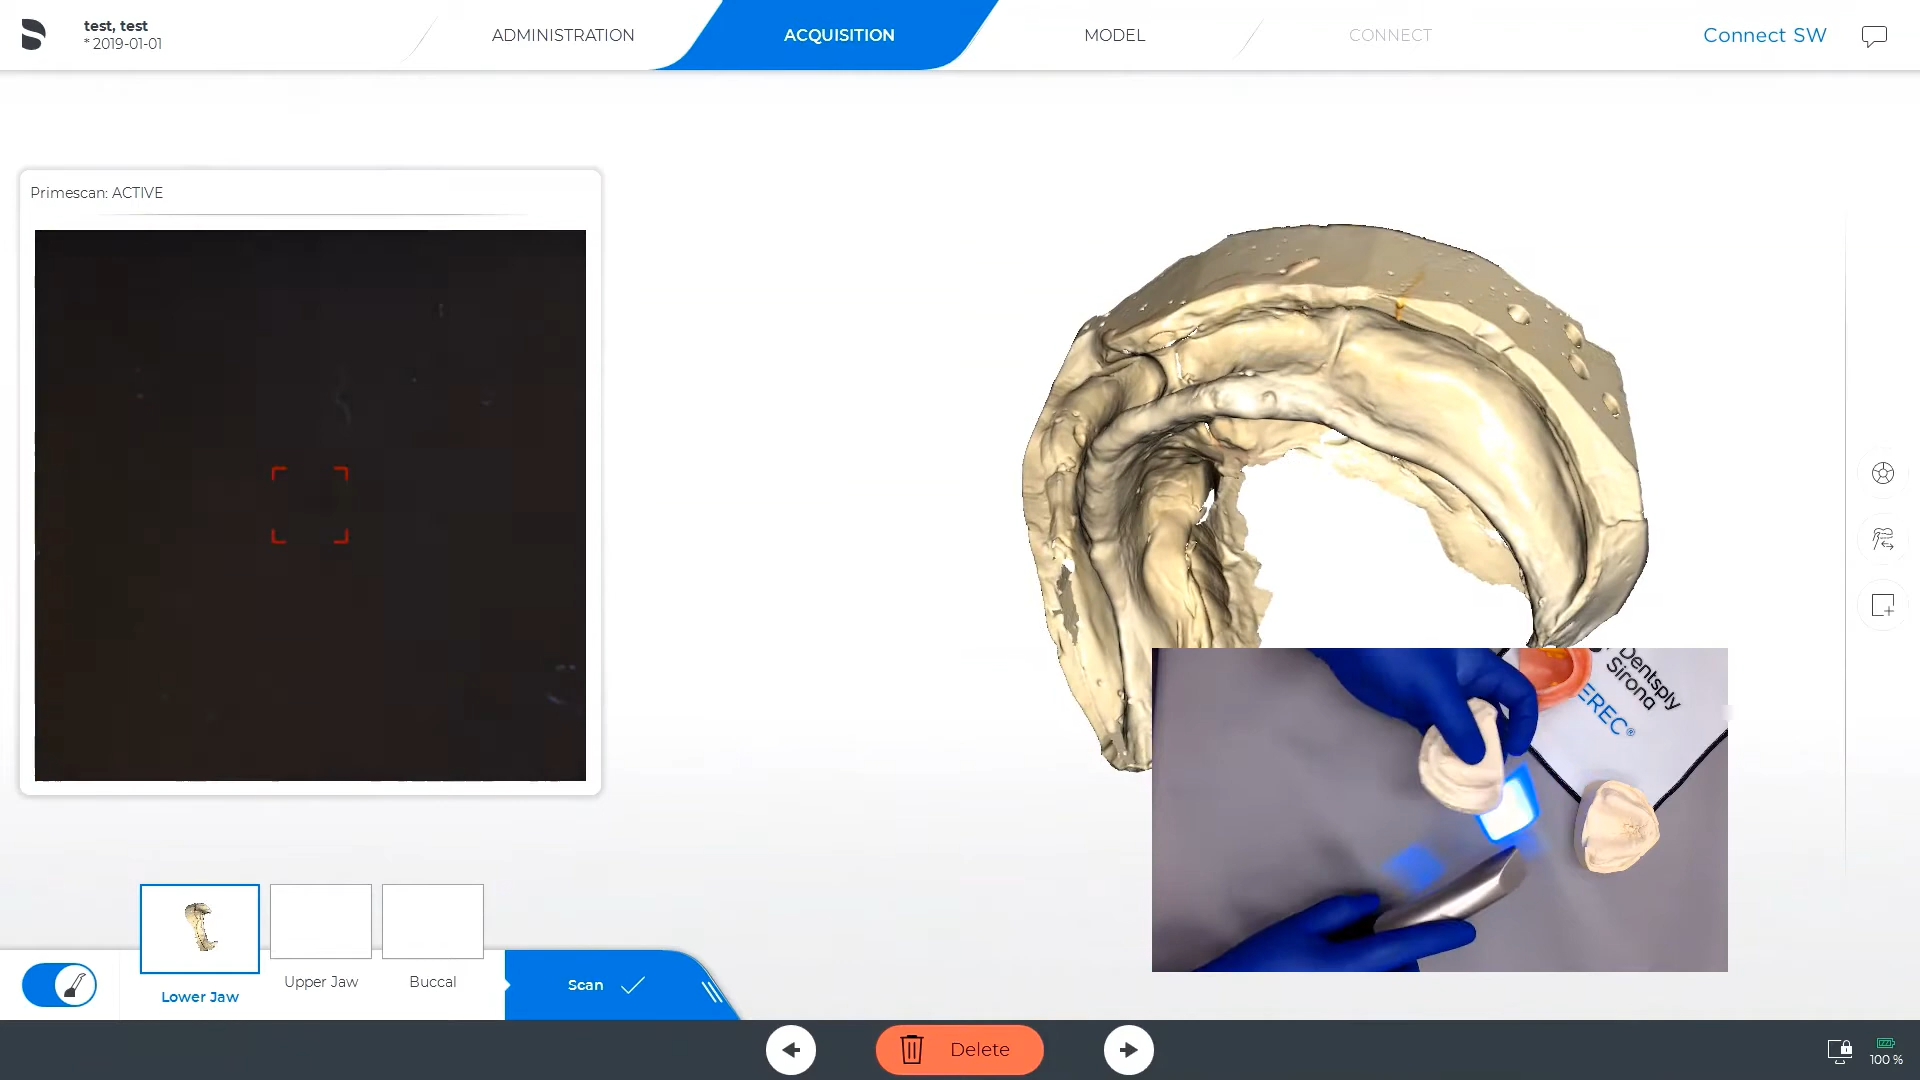 test, test
* 2019-01-01
ADMINISTRATION
ACQUISITION
MODEL
CONNECT
Connect SW
Primescan: ACTIVE
Dentsply
Sirona
EREC®
Lower Jaw
Upper Jaw
Buccal
Scan
Delete
100 %